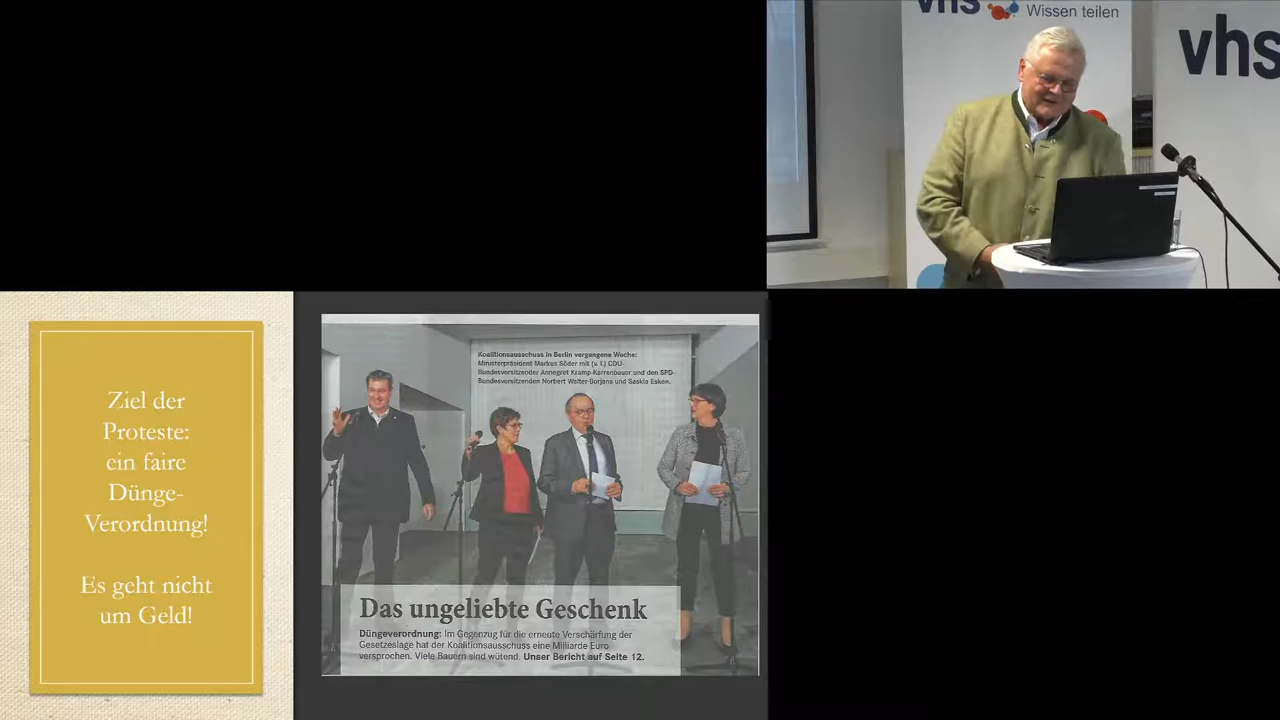 vhs
Wissen teilen
vhs
Ziel der
Proteste:
ein faire
Dünge-
Verordnung!
Es geht nicht
um Geld!
Koalitionsausschuss in Berlin vergangene Woche:
Ministerpräsident Markus Söder mit (v. l.) CDU-
Bundesvorsitzender Annegret Kramp-Karrenbauer und den SPD-
Bundesvorsitzenden Norbert Walter-Borjans und Saskia Esken.
Das ungeliebte Geschenk
Düngeverordnung: Im Gegenzug für die erneute Verschärfung der
Gesetzeslage hat der Koalitionsausschuss eine Milliarde Euro
versprochen. Viele Bauern sind wütend. Unser Bericht auf Seite 12.